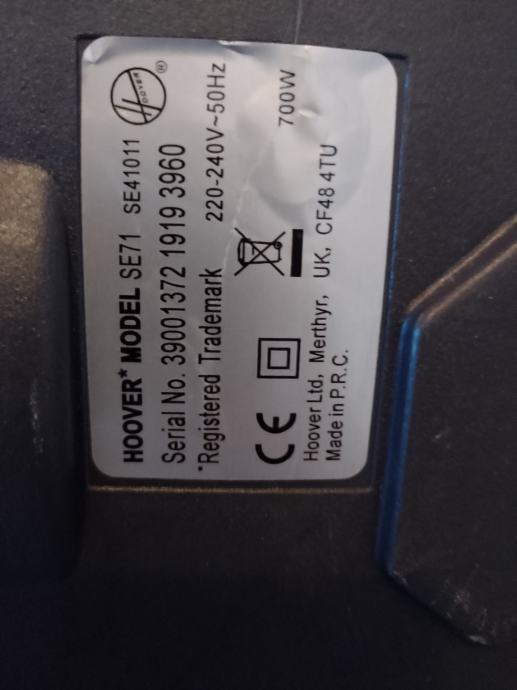 HOOVER* MODEL SE71 SE41011 HOOVER ®
Serial No. 39001372 1919 3960
*Registered Trademark 220-240V~50Hz
CE 700W
Hoover Ltd, Merthyr, UK, CF48 4TU
Made in P.R.C.